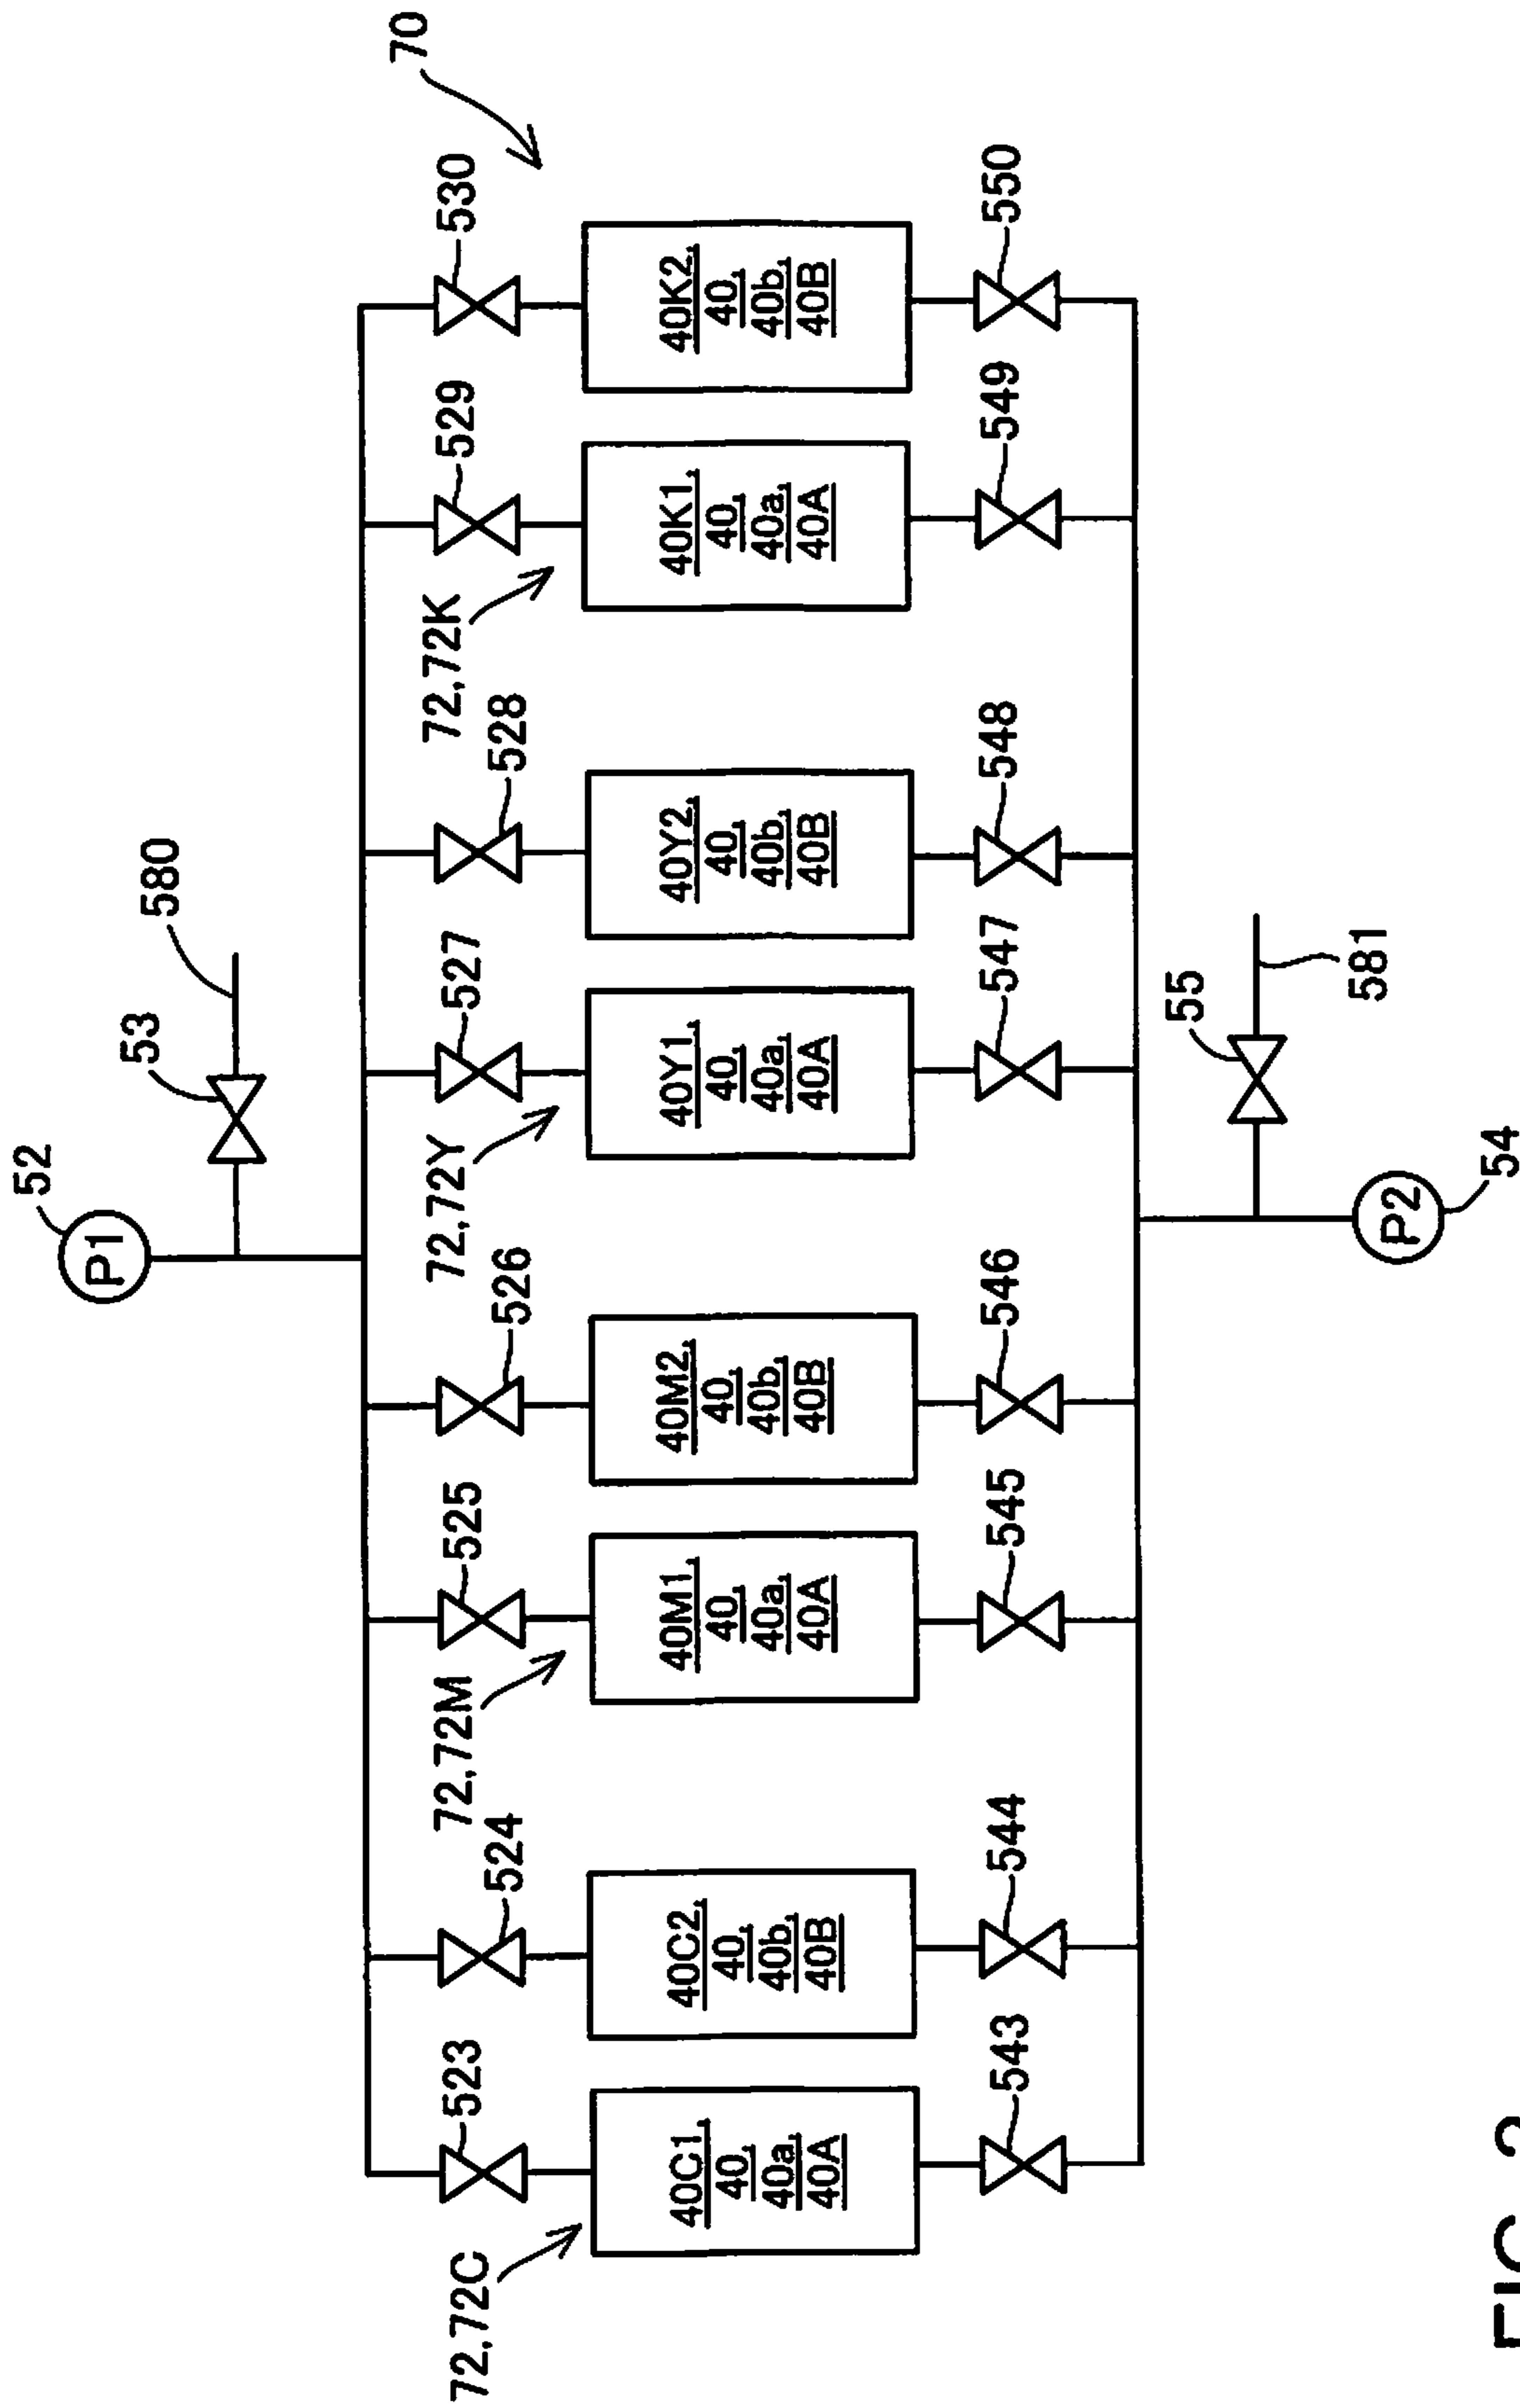 70
52
P1
53
580
523
524
525
526
527
528
529
530
72,72C
72,72M
72,72Y
72,72K
40C1,
40,
40a,
40A
40C2,
40,
40b,
40B
40M1,
40,
40a,
40A
40M2,
40,
40b,
40B
40Y1,
40,
40a,
40A
40Y2,
40,
40b,
40B
40K1,
40,
40a,
40A
40K2,
40,
40b,
40B
543
544
545
546
547
548
549
550
55
581
P2
54